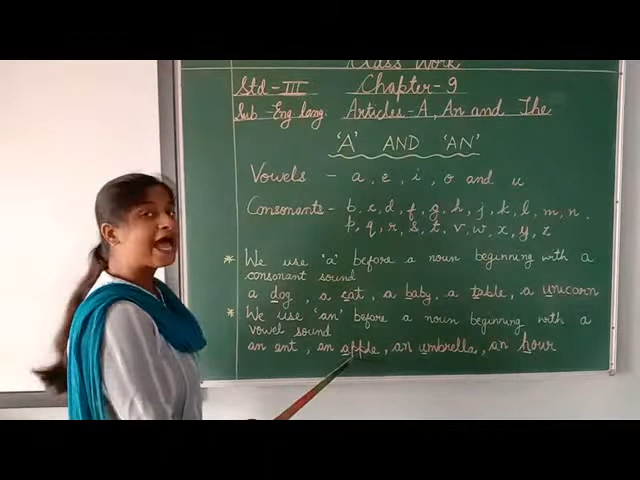 Class Work
Std-III Chapter-9
Sub-Eng. lang. Articles-A, An and The
'A' AND 'AN'
Vowels - a, e, i, o and u
Consonants - b, c, d, f, g, h, j, k, l, m, n.
p, q, r, s, t, v, w, x, y, z
* We use 'a' before a noun beginning with a
consonant sound
a dog, a cat, a baby, a table, a unicorn
* We use 'an' before a noun beginning with a
vowel sound
an ant, an apple, an umbrella, an hour